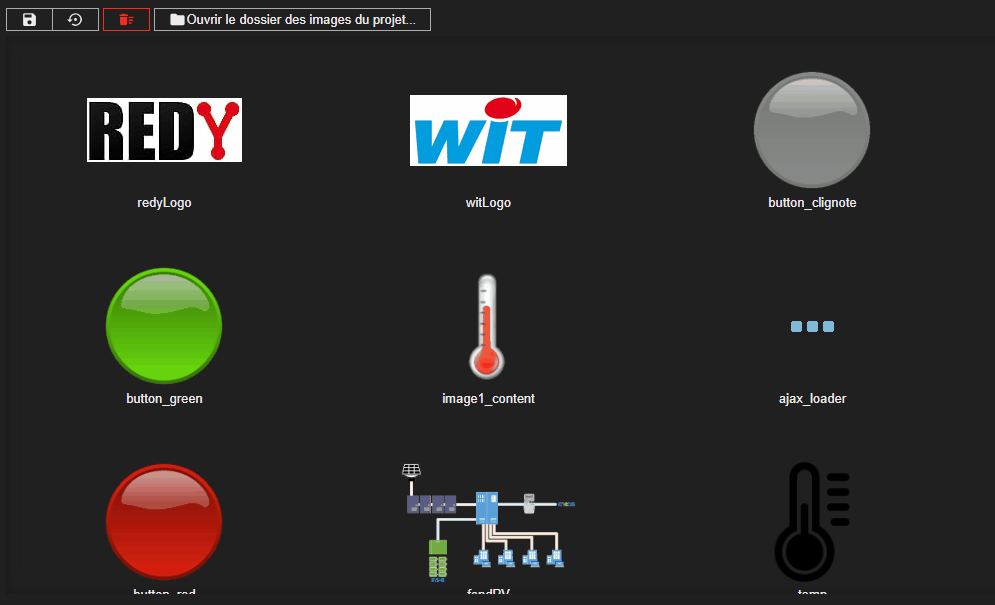 Ouvrir le dossier des images du projet...
REDY
WiT
redyLogo
witLogo
button_clignote
button_green
image1_content
ajax_loader
button_red
fondPV
temp